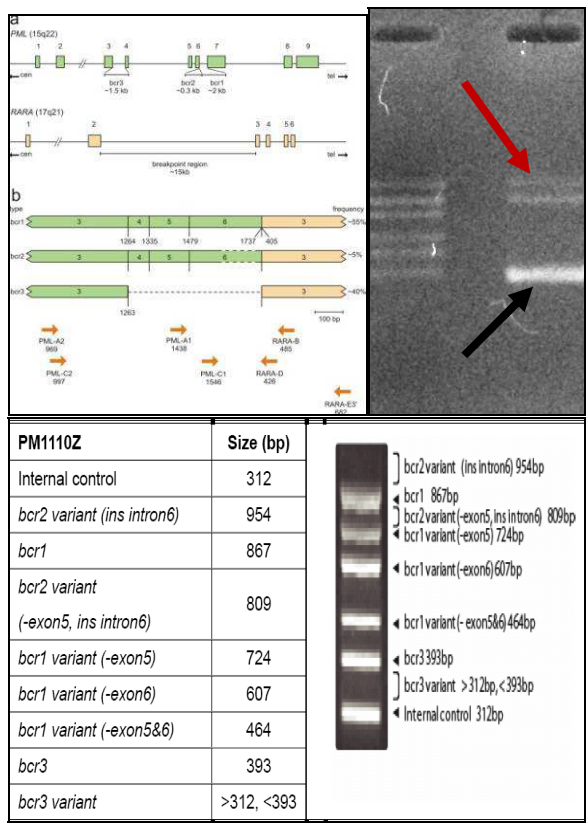 a
PML (15q22)
1 2 3 4 5 6 7 8 9
cen
bcr3
~1.5 kb
bcr2
~0.3 kb
bcr1
~2 kb
tel
RARA (17q21)
1 2 3 4 5 6
cen
breakpoint region
~15kb
tel
b
type
frequency
bcr1 3 4 5 6 3 ~55%
1264 1335 1479 1737 405
bcr2 3 4 5 6 3 ~5%
bcr3 3 3 ~40%
1263
100 bp
PML-A2
969
PML-A1
1438
RARA-B
485
PML-C2
997
PML-C1
1546
RARA-D
426
RARA-E3'
682
PM1110Z Size (bp)
Internal control 312
bcr2 variant (ins intron6) 954
bcr1 867
bcr2 variant
(-exon5, ins intron6) 809
bcr1 variant (-exon5) 724
bcr1 variant (-exon6) 607
bcr1 variant (-exon5&6) 464
bcr3 393
bcr3 variant >312, <393
bcr2 variant (ins intron6) 954bp
bcr1 867bp
bcr2 variant (-exon5, ins intron6) 809bp
bcr1 variant (-exon5) 724bp
bcr1 variant (-exon6) 607bp
bcr1 variant (- exon5&6) 464bp
bcr3 393bp
bcr3 variant >312bp, <393bp
Internal control 312bp